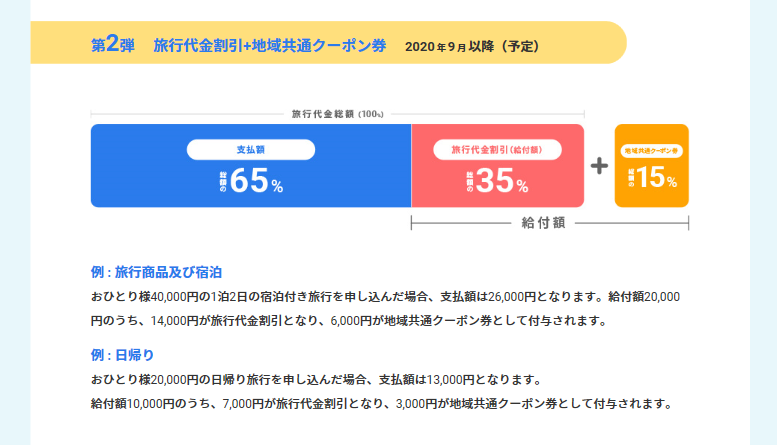 第2弾 旅行代金割引+地域共通クーポン券 2020年9月以降（予定）
旅行代金総額（100%）
支払額
総額の65%
旅行代金割引（給付額）
総額の35%
+
地域共通クーポン券
総額の15%
給付額
例 : 旅行商品及び宿泊
おひとり様40,000円の1泊2日の宿泊付き旅行を申し込んだ場合、支払額は26,000円となります。給付額20,000
円のうち、14,000円が旅行代金割引となり、6,000円が地域共通クーポン券として付与されます。
例 : 日帰り
おひとり様20,000円の日帰り旅行を申し込んだ場合、支払額は13,000円となります。
給付額10,000円のうち、7,000円が旅行代金割引となり、3,000円が地域共通クーポン券として付与されます。